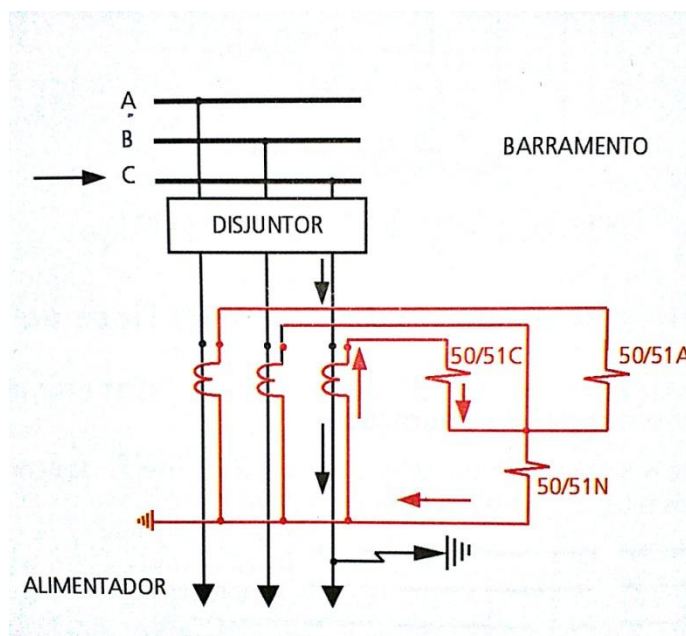 A
B
C
BARRAMENTO
DISJUNTOR
50/51C
50/51A
50/51N
ALIMENTADOR